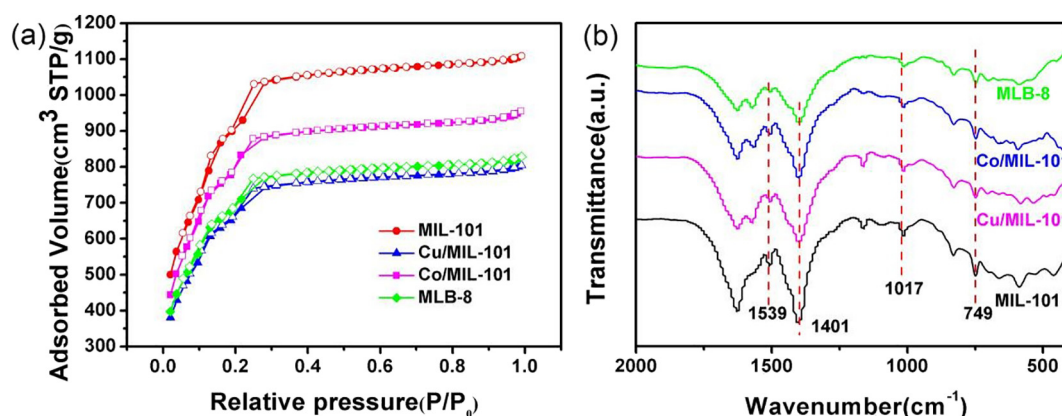 (a)
Adsorbed Volume(cm³ STP/g)
1200
1100
1000
900
800
700
600
500
400
300
MIL-101
Cu/MIL-101
Co/MIL-101
MLB-8
0.0
0.2
0.4
0.6
0.8
1.0
Relative pressure(P/P₀)
(b)
Transmittance(a.u.)
MLB-8
Co/MIL-10
Cu/MIL-10
MIL-101
1539
1401
1017
749
2000
1500
1000
500
Wavenumber(cm⁻¹)